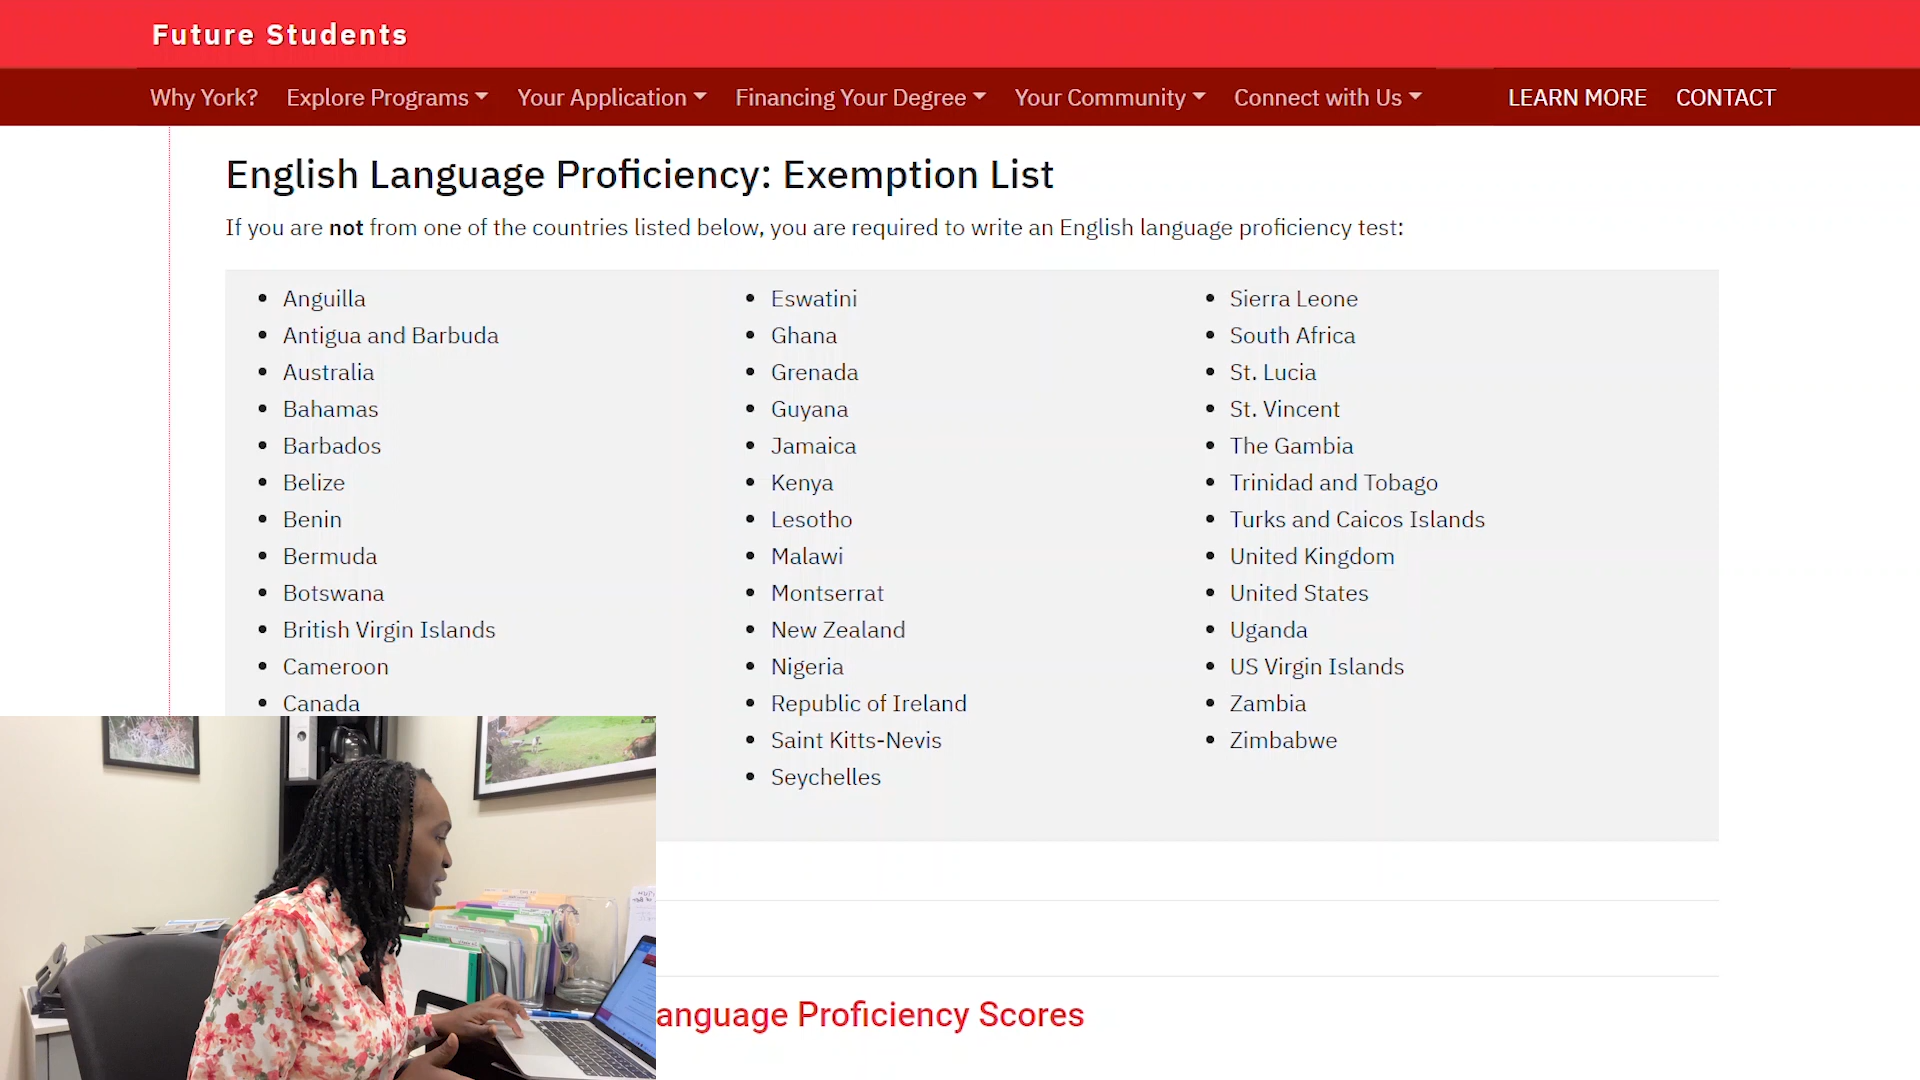 Future Students
Why York? Explore Programs Your Application Financing Your Degree Your Community Connect with Us LEARN MORE CONTACT
English Language Proficiency: Exemption List
If you are not from one of the countries listed below, you are required to write an English language proficiency test:
Anguilla
Antigua and Barbuda
Australia
Bahamas
Barbados
Belize
Benin
Bermuda
Botswana
British Virgin Islands
Cameroon
Canada
Eswatini
Ghana
Grenada
Guyana
Jamaica
Kenya
Lesotho
Malawi
Montserrat
New Zealand
Nigeria
Republic of Ireland
Saint Kitts-Nevis
Seychelles
Sierra Leone
South Africa
St. Lucia
St. Vincent
The Gambia
Trinidad and Tobago
Turks and Caicos Islands
United Kingdom
United States
Uganda
US Virgin Islands
Zambia
Zimbabwe
anguage Proficiency Scores